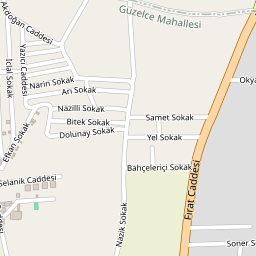 Güzelce Mahallesi
Akdoğan Caddesi
Yazıcı Caddesi
İclal Sokak
Narin Sokak
Arı Sokak
Okya
Nazilli Sokak
Bitek Sokak
Dolunay Sokak
Samet Sokak
Yel Sokak
Efkan Sokak
Bahçeleriçi Sokak
Selanik Caddesi
Fırat Caddesi
Nazik Sokak
Soner S